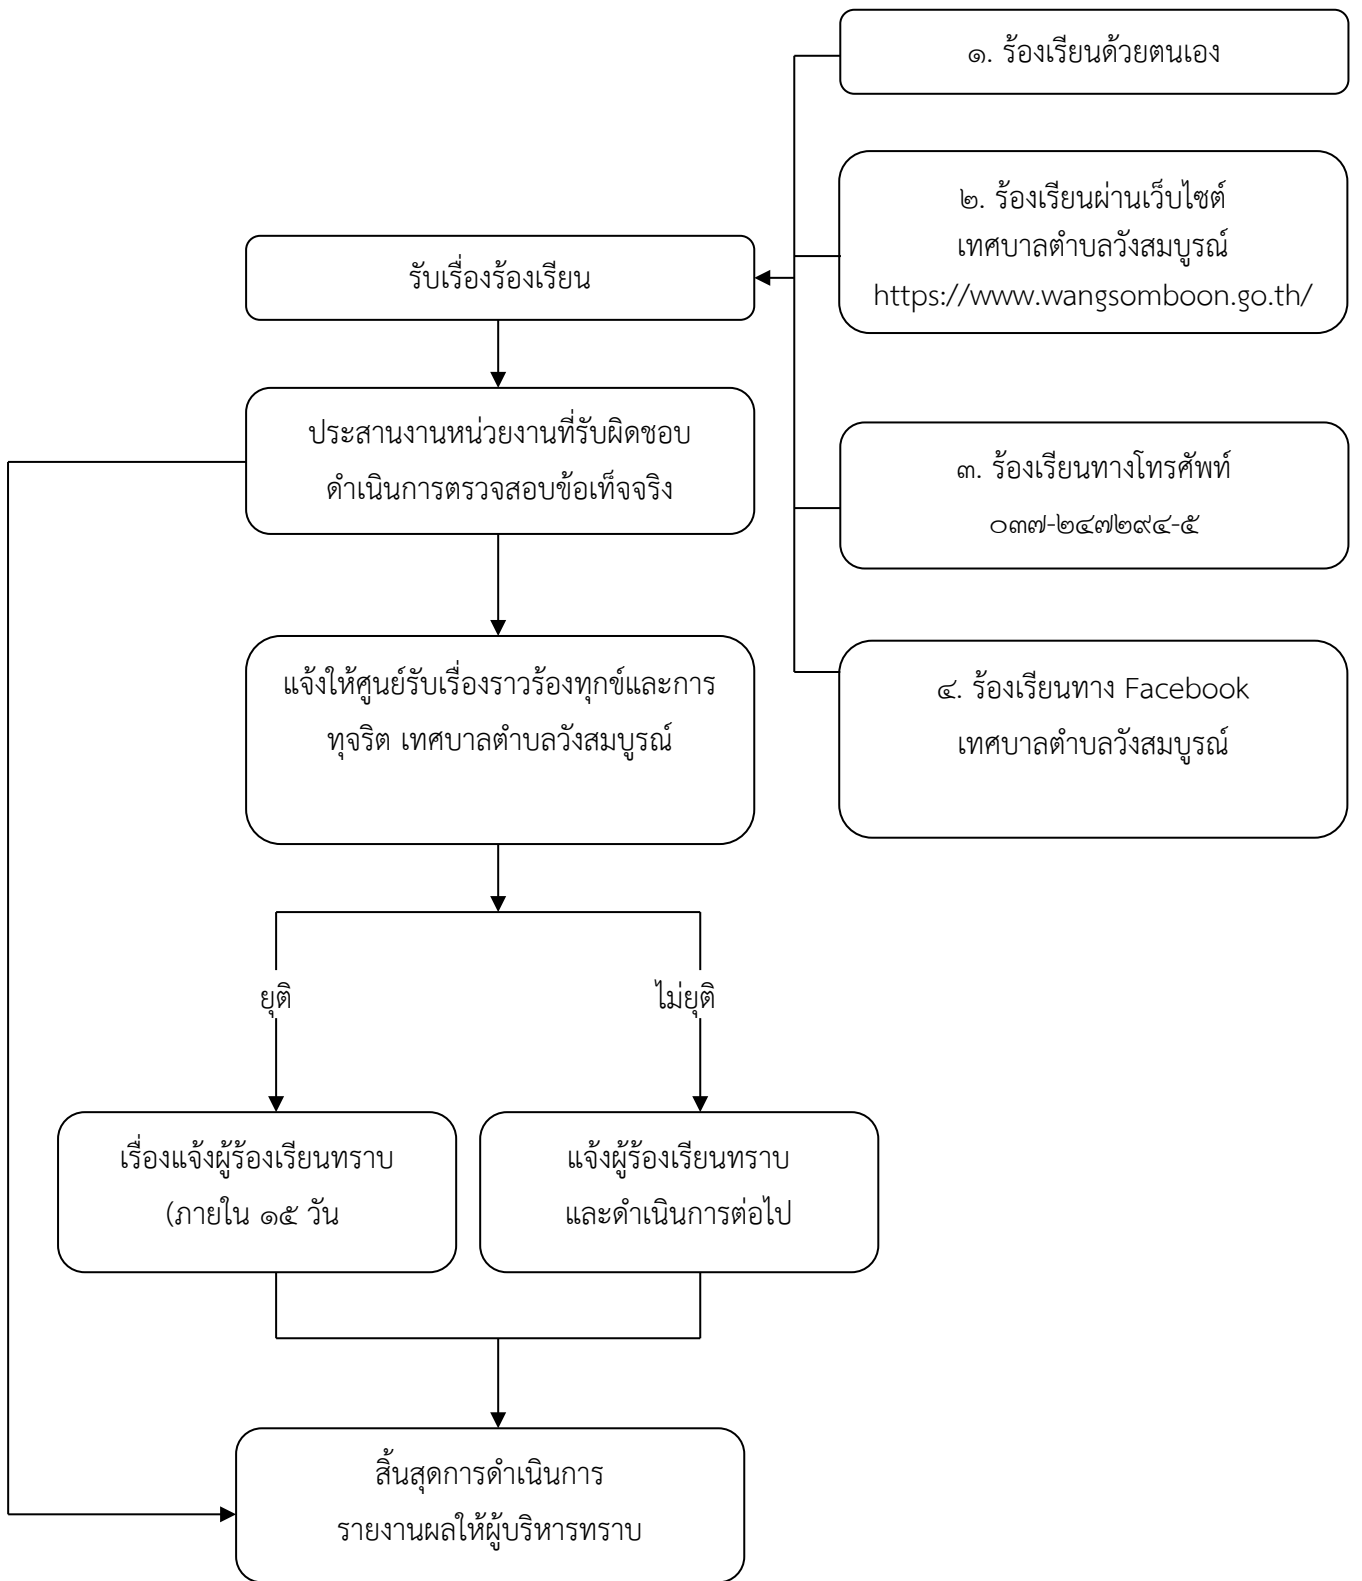 ๑. ร้องเรียนด้วยตนเอง
๒. ร้องเรียนผ่านเว็บไซต์
เทศบาลตำบลวังสมบูรณ์
https://www.wangsomboon.go.th/
รับเรื่องร้องเรียน
ประสานงานหน่วยงานที่รับผิดชอบ
ดำเนินการตรวจสอบข้อเท็จจริง
๓. ร้องเรียนทางโทรศัพท์
๐๓๗-๒๔๗๒๙๔-๕
แจ้งให้ศูนย์รับเรื่องราวร้องทุกข์และการ
ทุจริต เทศบาลตำบลวังสมบูรณ์
๔. ร้องเรียนทาง Facebook
เทศบาลตำบลวังสมบูรณ์
ยุติ
ไม่ยุติ
เรื่องแจ้งผู้ร้องเรียนทราบ
(ภายใน ๑๕ วัน
แจ้งผู้ร้องเรียนทราบ
และดำเนินการต่อไป
สิ้นสุดการดำเนินการ
รายงานผลให้ผู้บริหารทราบ